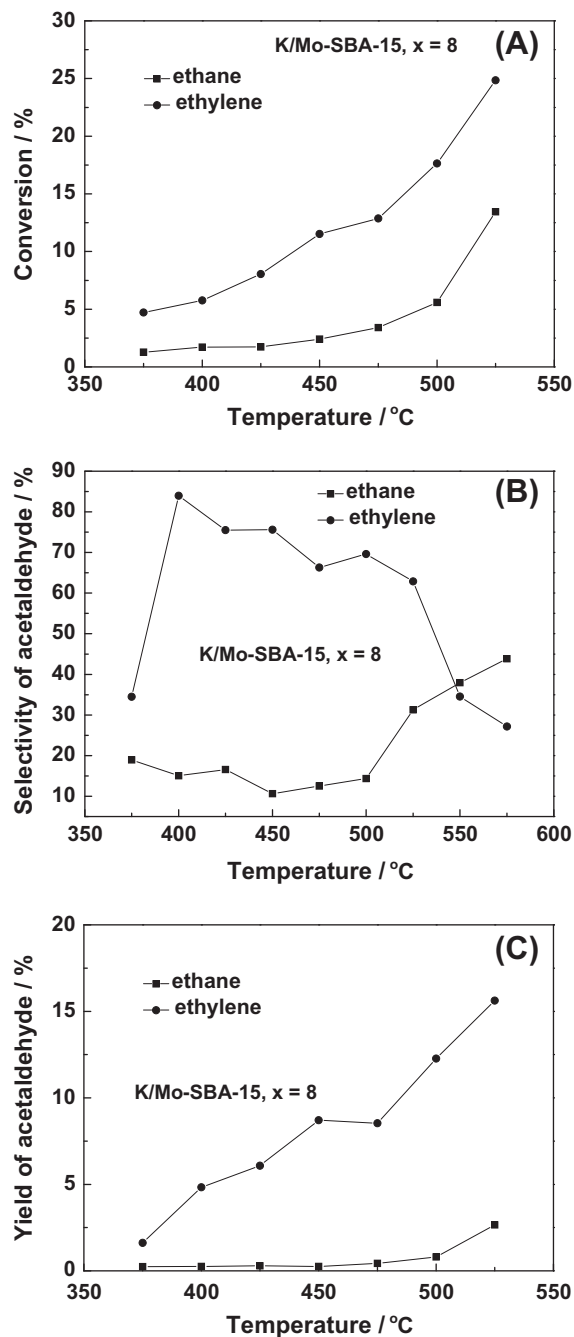 30
25
20
15
10
5
0
Conversion / %
K/Mo-SBA-15, x = 8
(A)
ethane
ethylene
350
400
450
500
550
Temperature / °C
90
80
70
60
50
40
30
20
10
Selectivity of acetaldehyde / %
ethane
ethylene
(B)
K/Mo-SBA-15, x = 8
350
400
450
500
550
600
Temperature / °C
20
15
10
5
0
Yield of acetaldehyde / %
(C)
ethane
ethylene
K/Mo-SBA-15, x = 8
350
400
450
500
550
Temperature / °C